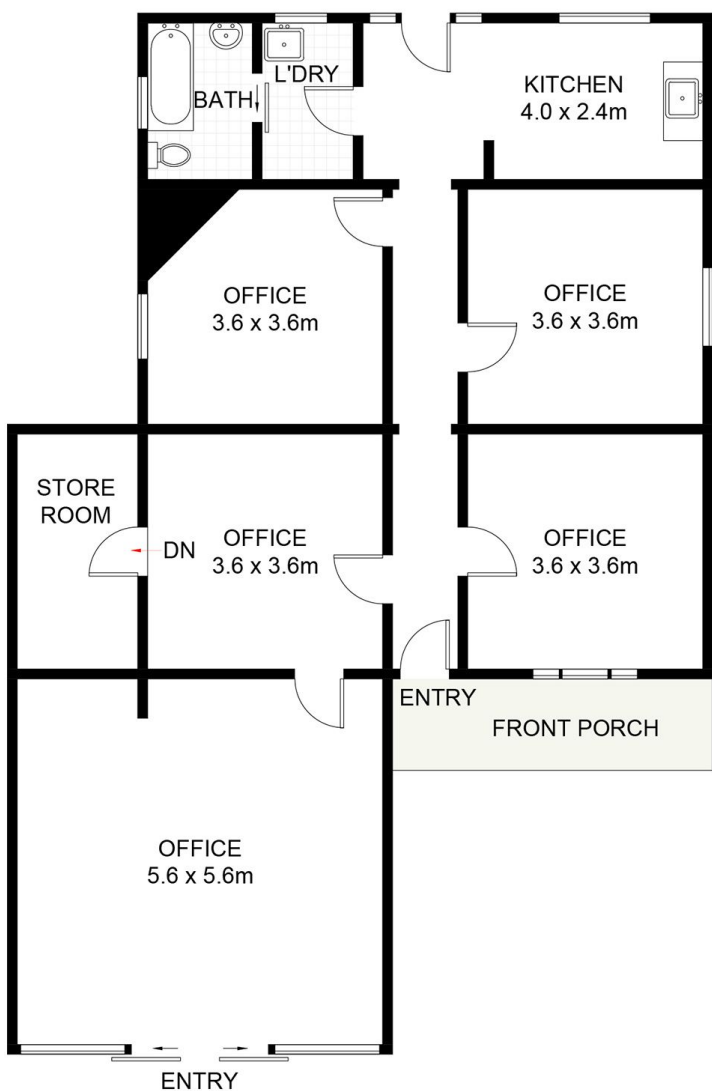 L'DRY
BATH
KITCHEN
4.0 x 2.4m
OFFICE
3.6 x 3.6m
OFFICE
3.6 x 3.6m
STORE
ROOM
DN
OFFICE
3.6 x 3.6m
OFFICE
3.6 x 3.6m
ENTRY
FRONT PORCH
OFFICE
5.6 x 5.6m
ENTRY